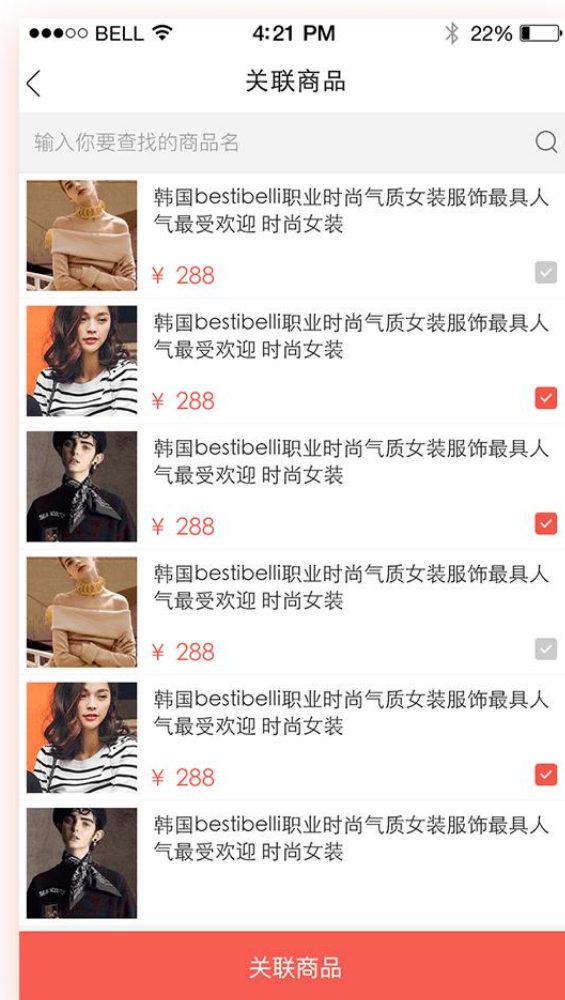 BELL 4:21 PM 22%
关联商品
输入你要查找的商品名
韩国bestibelli职业时尚气质女装服饰最具人
气最受欢迎 时尚女装
¥ 288
韩国bestibelli职业时尚气质女装服饰最具人
气最受欢迎 时尚女装
¥ 288
韩国bestibelli职业时尚气质女装服饰最具人
气最受欢迎 时尚女装
¥ 288
韩国bestibelli职业时尚气质女装服饰最具人
气最受欢迎 时尚女装
¥ 288
韩国bestibelli职业时尚气质女装服饰最具人
气最受欢迎 时尚女装
¥ 288
韩国bestibelli职业时尚气质女装服饰最具人
气最受欢迎 时尚女装
关联商品